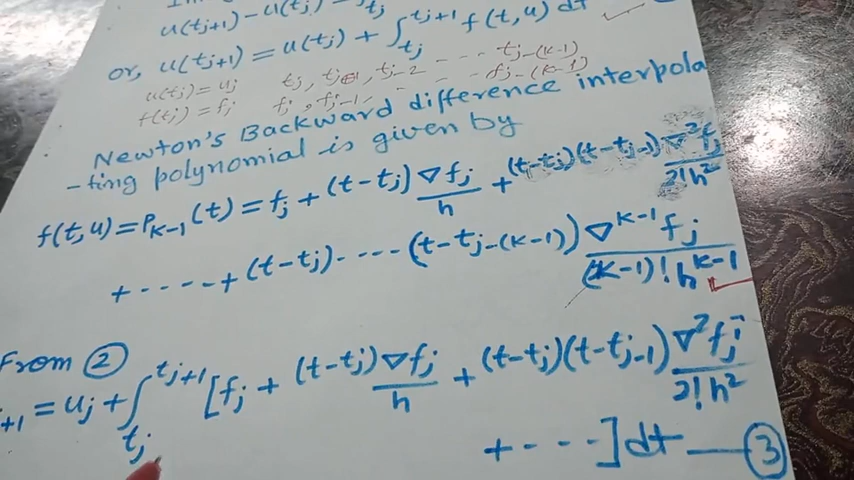 u(tj+1) - u(tj) = ∫tj^tj+1
or, u(tj+1) = u(tj) + ∫tj^tj+1 f(t,u) dt
u(tj) = uj tj, tj-1, tj-2 - - - - tj-(k-1)
f(tj) = fj fj, fj-1, - - - - - fj-(k-1)
Newton's Backward difference interpola
-ting polynomial is given by
f(t,u) = Pk-1(t) = fj + (t-tj) ∇fj/h + (t-tj)(t-tj-1) ∇²fj/2!h²
+ - - - - - + (t-tj) - - - - (t-tj-(k-1)) ∇^k-1 fj/(k-1)! h^k-1
From ②
j+1 = uj + ∫tj^tj+1 [fj + (t-tj) ∇fj/h + (t-tj)(t-tj-1) ∇²fj/2!h²
+ - - - -]dt — ③